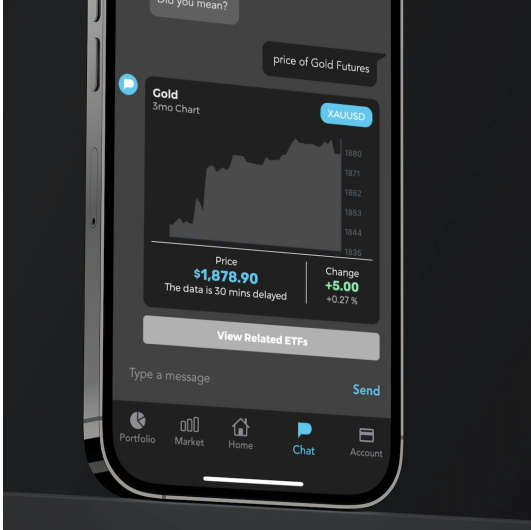 Did you mean?
price of Gold Futures
Gold
3mo Chart
XAUUSD
1880
1871
1862
1853
1844
1835
Price
$1,878.90
The data is 30 mins delayed
Change
+5.00
+0.27 %
View Related ETFs
Type a message
Send
Portfolio
Market
Home
Chat
Account